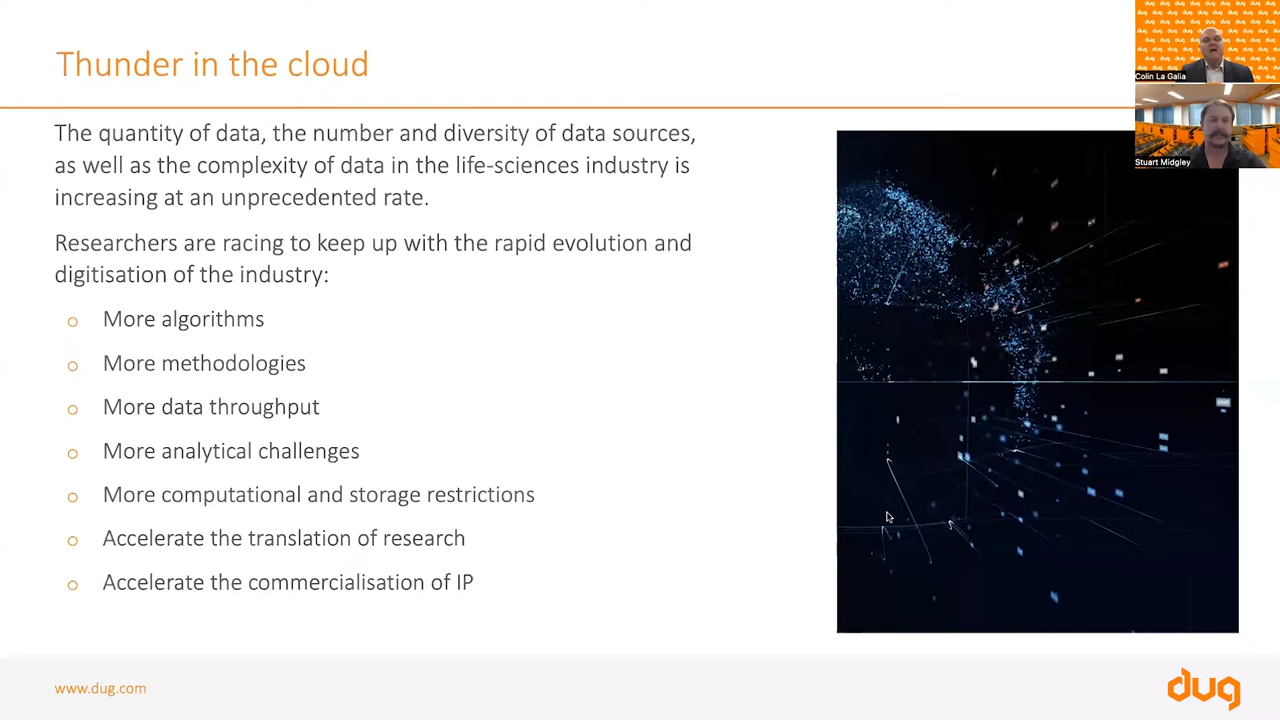 Thunder in the cloud
The quantity of data, the number and diversity of data sources,
as well as the complexity of data in the life-sciences industry is
increasing at an unprecedented rate.
Researchers are racing to keep up with the rapid evolution and
digitisation of the industry:
More algorithms
More methodologies
More data throughput
More analytical challenges
More computational and storage restrictions
Accelerate the translation of research
Accelerate the commercialisation of IP
Colin La Galia
Stuart Midgley
www.dug.com
dug